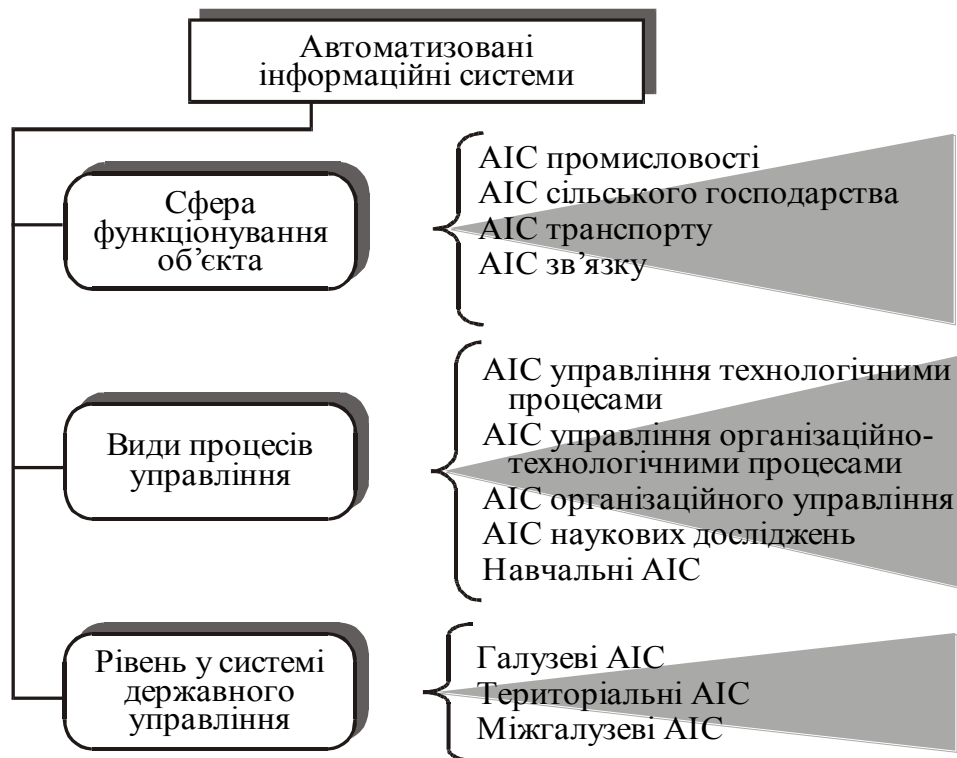 Автоматизовані
інформаційні системи
Сфера
функціонування
об’єкта
АІС промисловості
АІС сільського господарства
АІС транспорту
АІС зв’язку
Види процесів
управління
АІС управління технологічними
процесами
АІС управління організаційно-
технологічними процесами
АІС організаційного управління
АІС наукових досліджень
Навчальні АІС
Рівень у системі
державного
управління
Галузеві АІС
Територіальні АІС
Міжгалузеві АІС